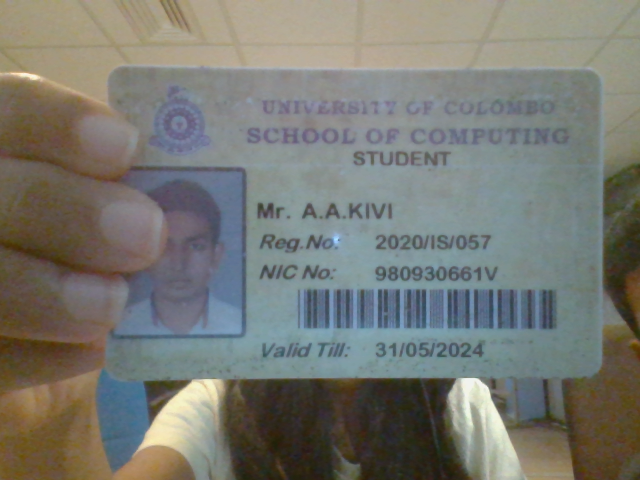 UNIVERSITY OF COLOMBO
SCHOOL OF COMPUTING
STUDENT
Mr. A.A.KIVI
Reg.No: 2020/IS/057
NIC No: 980930661V
Valid Till: 31/05/2024